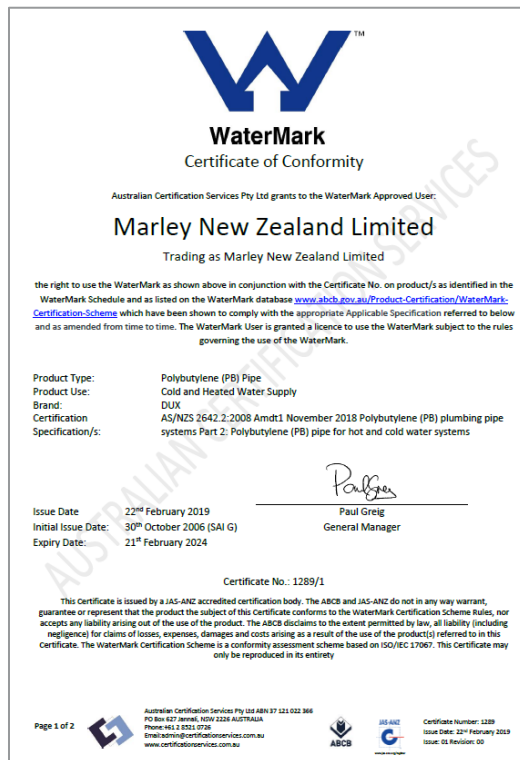 TM
WaterMark
Certificate of Conformity
Australian Certification Services Pty Ltd grants to the WaterMark Approved User:
Marley New Zealand Limited
Trading as Marley New Zealand Limited
the right to use the WaterMark as shown above in conjunction with the Certificate No. on product/s as identified in the
WaterMark Schedule and as listed on the WaterMark database www.abcb.gov.au/Product-Certification/WaterMark-
Certification-Scheme which have been shown to comply with the appropriate Applicable Specification referred to below
and as amended from time to time. The WaterMark User is granted a licence to use the WaterMark subject to the rules
governing the use of the WaterMark.
AUSTRALIAN CERTIFICATION SERVICES
Product Type: Polybutylene (PB) Pipe
Product Use: Cold and Heated Water Supply
Brand: DUX
Certification AS/NZS 2642.2:2008 Amdt1 November 2018 Polybutylene (PB) plumbing pipe
Specification/s: systems Part 2: Polybutylene (PB) pipe for hot and cold water systems
Issue Date 22nd February 2019 Paul Greig
Initial Issue Date: 30th October 2006 (SAI G) General Manager
Expiry Date: 21st February 2024
Certificate No.: 1289/1
This Certificate is issued by a JAS-ANZ accredited certification body. The ABCB and JAS-ANZ do not in any way warrant,
guarantee or represent that the product the subject of this Certificate conforms to the WaterMark Certification Scheme Rules, nor
accepts any liability arising out of the use of the product. The ABCB disclaims to the extent permitted by law, all liability (including
negligence) for claims of losses, expenses, damages and costs arising as a result of the use of the product(s) referred to in this
Certificate. The WaterMark Certification Scheme is a conformity assessment scheme based on ISO/IEC 17067. This Certificate may
only be reproduced in its entirety
Page 1 of 2
Australian Certification Services Pty Ltd ABN 37 121 022 366
PO Box 627 Jannali, NSW 2226 AUSTRALIA
Phone:+61 2 8521 0726
Email:admin@certificationservices.com.au
www.certificationservices.com.au
ABCB
JAS-ANZ
C
Certificate Number: 1289
Issue Date: 22nd February 2019
Issue: 01 Revision: 00